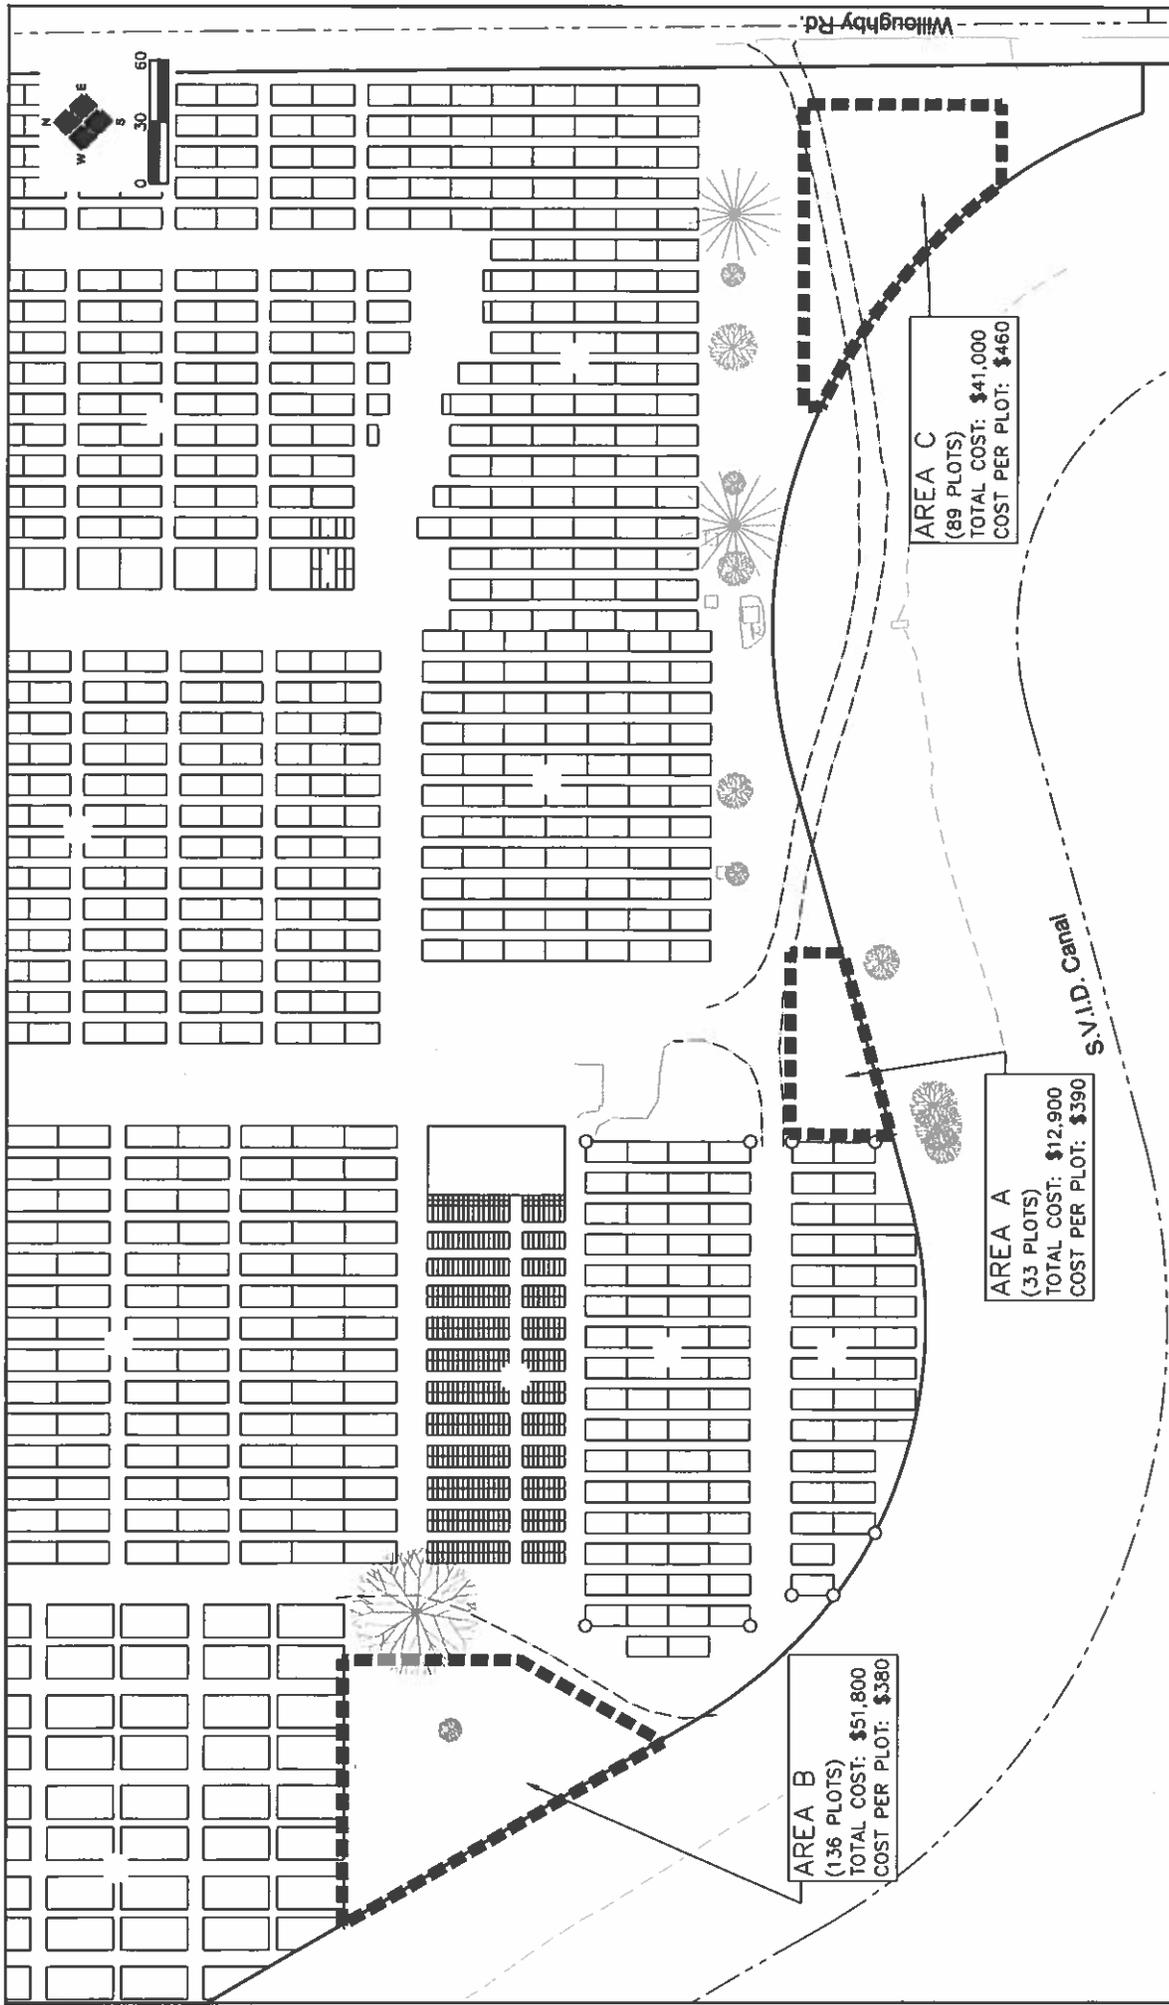 Willoughby Rd.
N
E
S
W
0 30 60
AREA C
(89 PLOTS)
TOTAL COST: $41,000
COST PER PLOT: $460
S.V.I.D. Canal
AREA A
(33 PLOTS)
TOTAL COST: $12,900
COST PER PLOT: $390
AREA B
(136 PLOTS)
TOTAL COST: $51,800
COST PER PLOT: $380